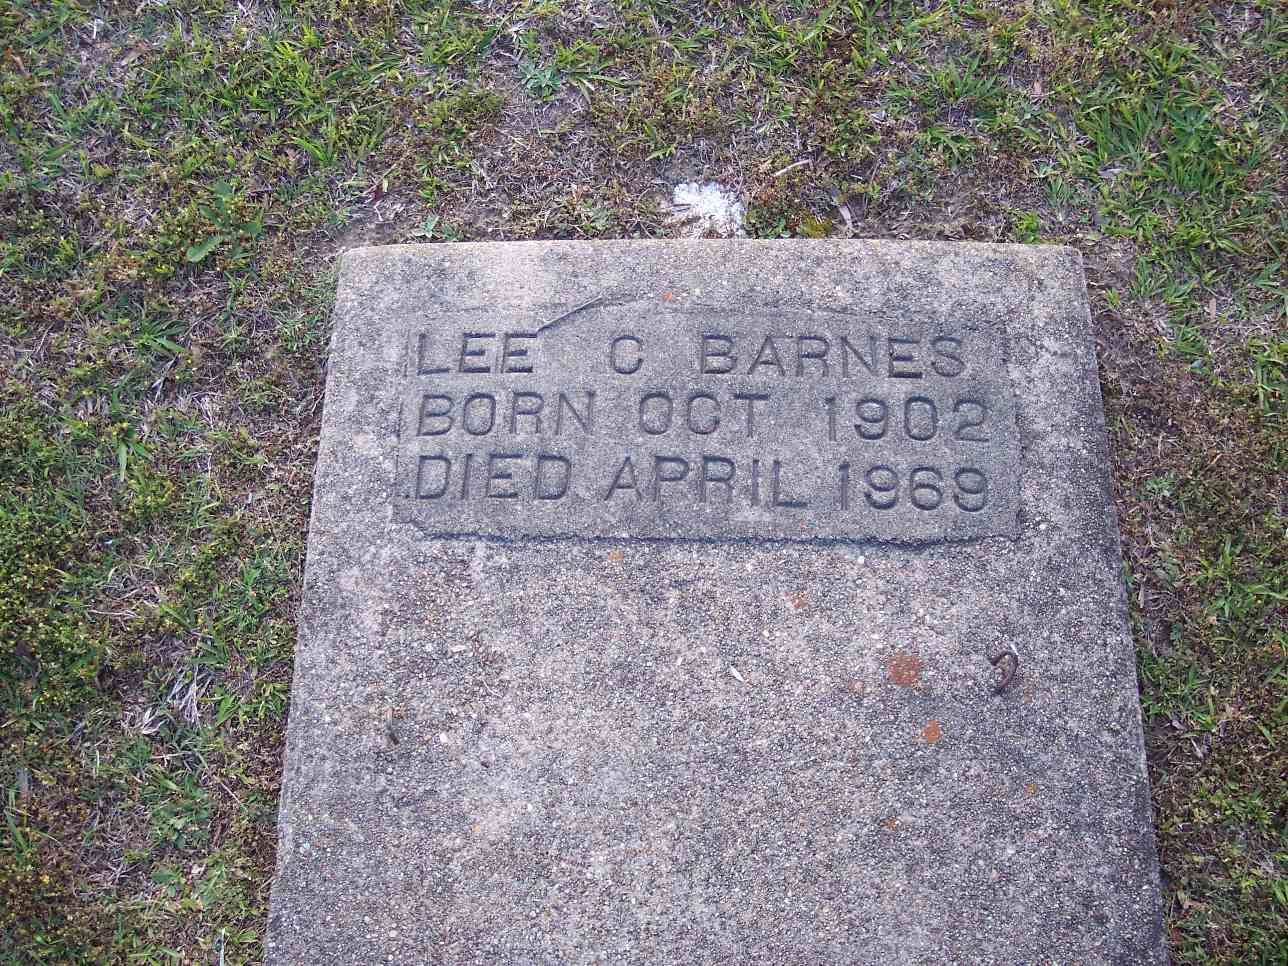 LEE C BARNES
BORN OCT 1902
DIED APRIL 1969